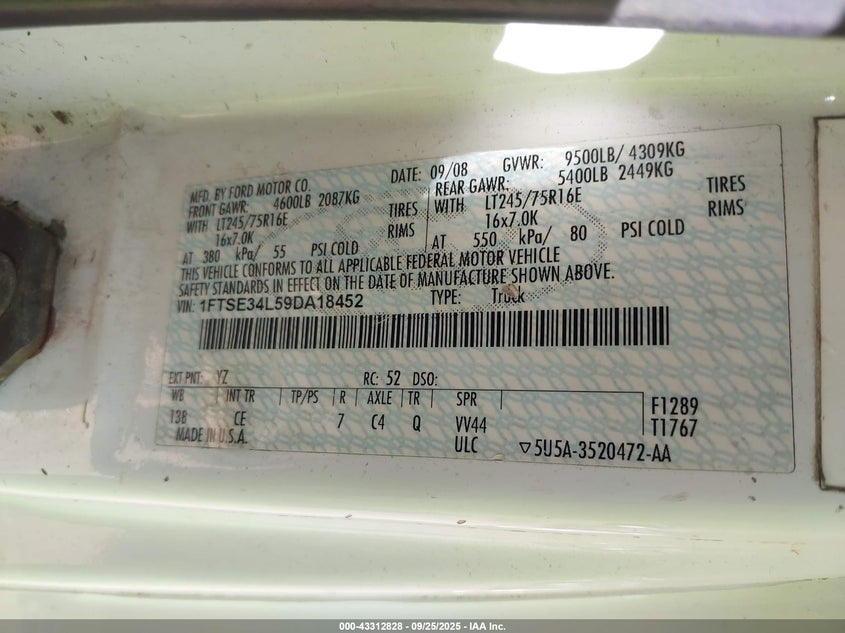 MFD. BY FORD MOTOR CO.
DATE: 09/08 GVWR: 9500LB/ 4309KG
FRONT GAWR: 4600LB 2087KG
REAR GAWR: 5400LB 2449KG
WITH LT245/75R16E TIRES
WITH LT245/75R16E TIRES
16x7.0K RIMS
16x7.0K RIMS
AT 380 kPa/ 55 PSI COLD
AT 550 kPa/ 80 PSI COLD
THIS VEHICLE CONFORMS TO ALL APPLICABLE FEDERAL MOTOR VEHICLE
SAFETY STANDARDS IN EFFECT ON THE DATE OF MANUFACTURE SHOWN ABOVE.
VIN: 1FTSE34L59DA18452 TYPE: Truck
EXT PNT: YZ RC: 52 DSO:
WB INT TR TP/PS R AXLE TR SPR
138 CE 7 C4 Q VV44
F1289
T1767
MADE IN U.S.A. ULC ▽5U5A-3520472-AA
000-43312828 - 09/25/2025 - IAA Inc.